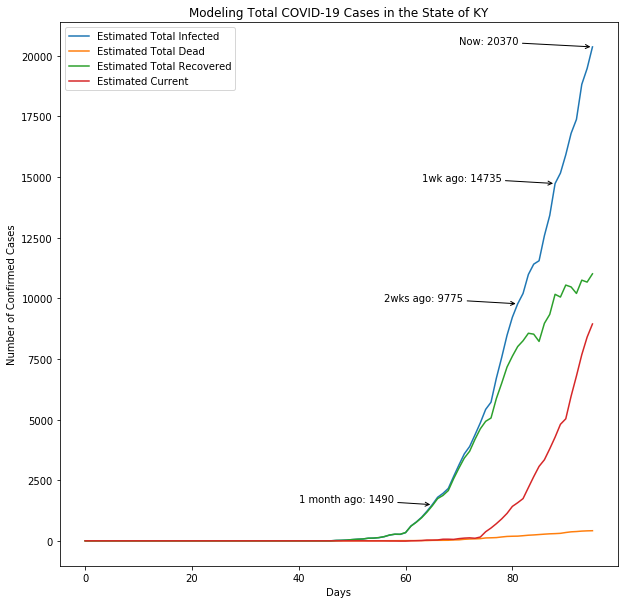 Modeling Total COVID-19 Cases in the State of KY
Estimated Total Infected
Estimated Total Dead
Estimated Total Recovered
Estimated Current
Now: 20370
1wk ago: 14735
2wks ago: 9775
1 month ago: 1490
Number of Confirmed Cases
20000
17500
15000
12500
10000
7500
5000
2500
0
0
20
40
60
80
Days